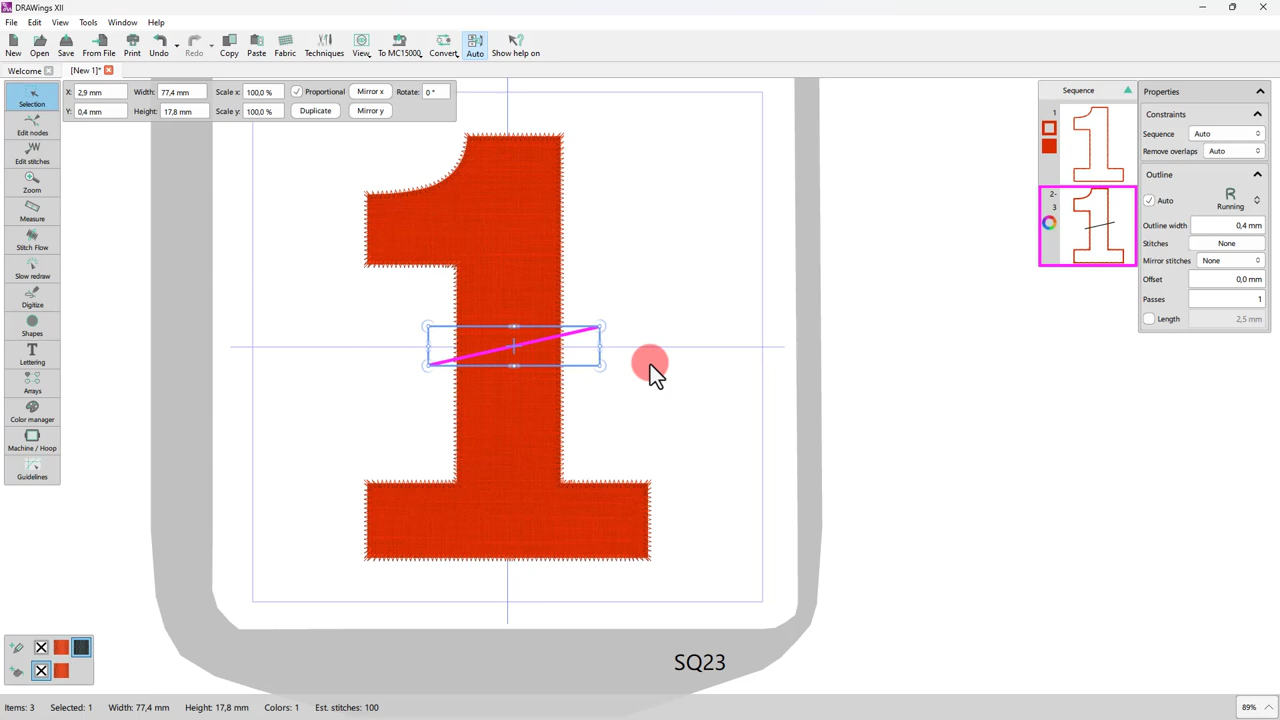 DRAWings XII
File Edit View Tools Window Help
New Open Save From File Print Undo Redo Copy Paste Fabric Techniques View To MC15000 Convert Auto Show help on
Welcome [New 1]*
X: 2,9 mm Width: 77,4 mm Scale x: 100,0 % Proportional Mirror x Rotate: 0 °
Y: 0,4 mm Height: 17,8 mm Scale y: 100,0 % Duplicate Mirror y
Selection
Edit nodes
Edit stitches
Zoom
Measure
Stitch Flow
Slow redraw
Digitize
Shapes
Lettering
Arrays
Color manager
Machine / Hoop
Guidelines
1
SQ23
Sequence
1
2-
3
Properties
Constraints
Sequence Auto
Remove overlaps Auto
Outline
Auto R Running
Outline width 0,4 mm
Stitches None
Mirror stitches None
Offset 0,0 mm
Passes 1
Length 2,5 mm
Items: 3 Selected: 1 Width: 77,4 mm Height: 17,8 mm Colors: 1 Est. stitches: 100 89%